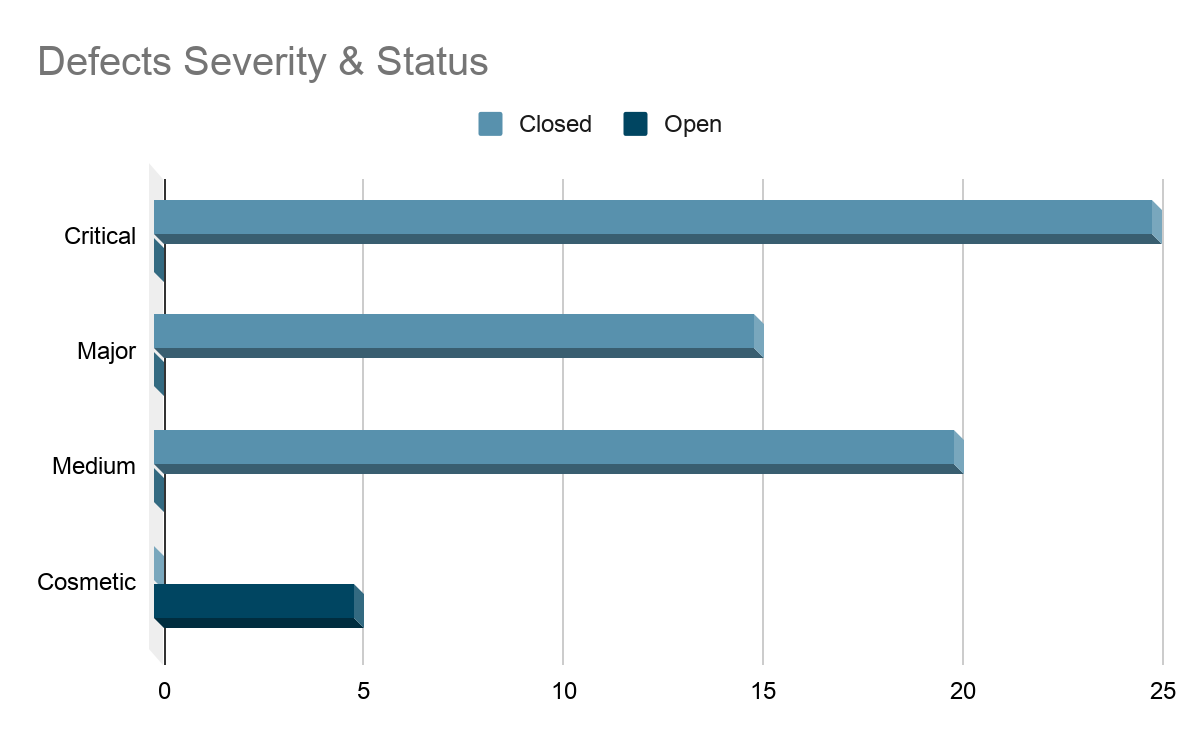 Defects Severity & Status
Closed Open
Critical
Major
Medium
Cosmetic
0 5 10 15 20 25